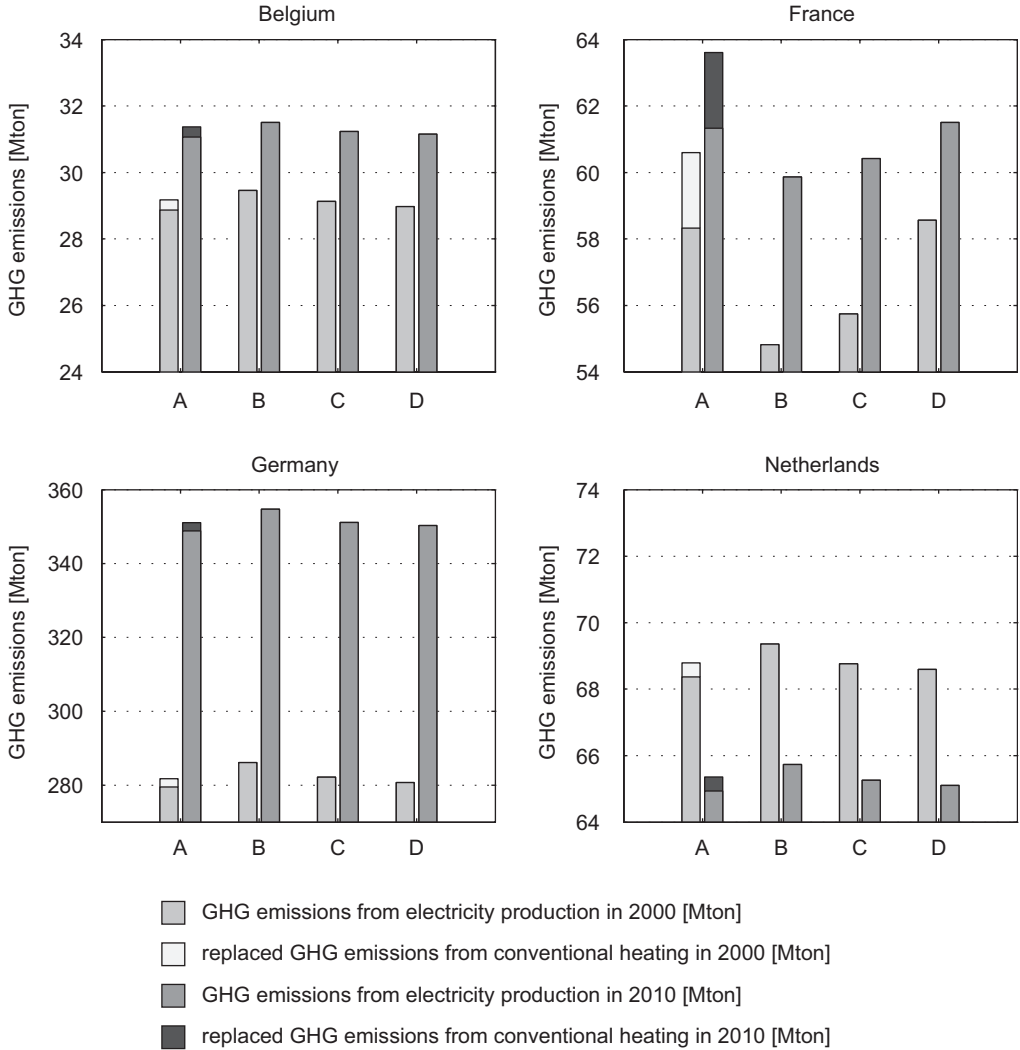 Belgium
34
32
30
28
26
24
GHG emissions [Mton]
A B C D
France
64
62
60
58
56
54
GHG emissions [Mton]
A B C D
Germany
360
340
320
300
280
GHG emissions [Mton]
A B C D
Netherlands
74
72
70
68
66
64
GHG emissions [Mton]
A B C D
GHG emissions from electricity production in 2000 [Mton]
replaced GHG emissions from conventional heating in 2000 [Mton]
GHG emissions from electricity production in 2010 [Mton]
replaced GHG emissions from conventional heating in 2010 [Mton]